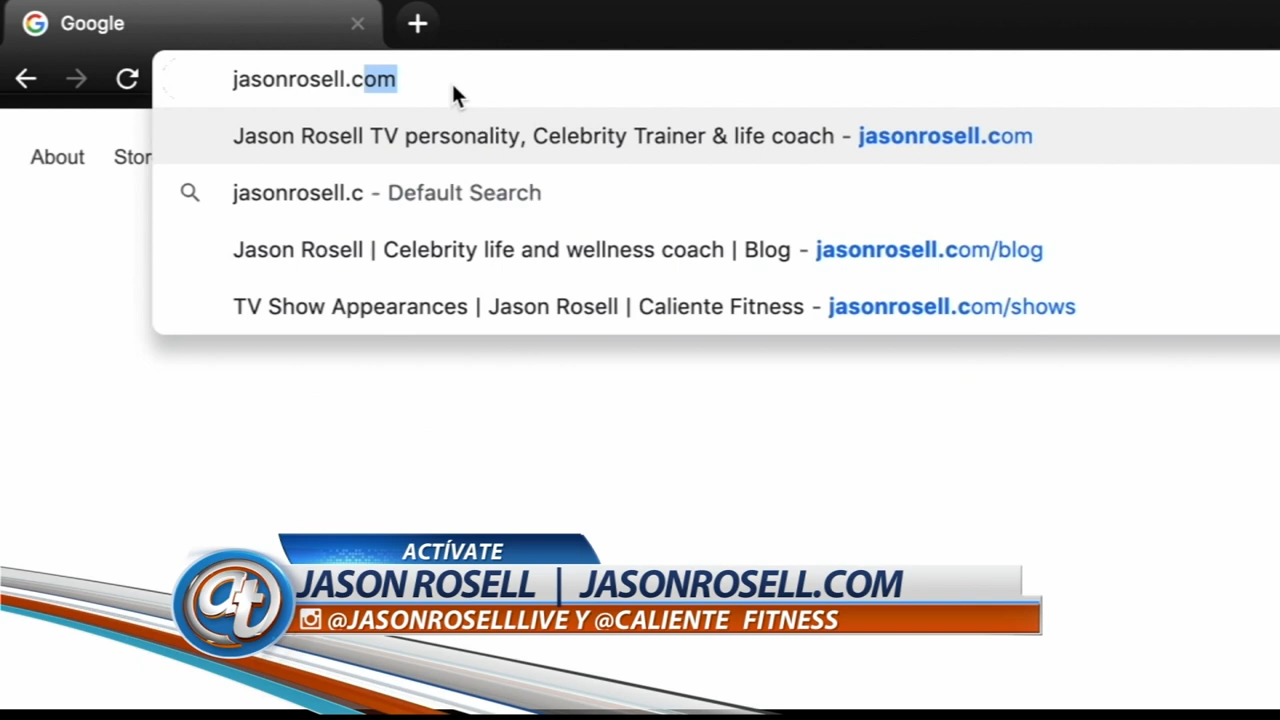 Google
jasonrosell.com
About Stor
Jason Rosell TV personality, Celebrity Trainer & life coach - jasonrosell.com
jasonrosell.c - Default Search
Jason Rosell | Celebrity life and wellness coach | Blog - jasonrosell.com/blog
TV Show Appearances | Jason Rosell | Caliente Fitness - jasonrosell.com/shows
ACTÍVATE
at
JASON ROSELL | JASONROSELL.COM
@JASONROSELLLIVE Y @CALIENTE FITNESS